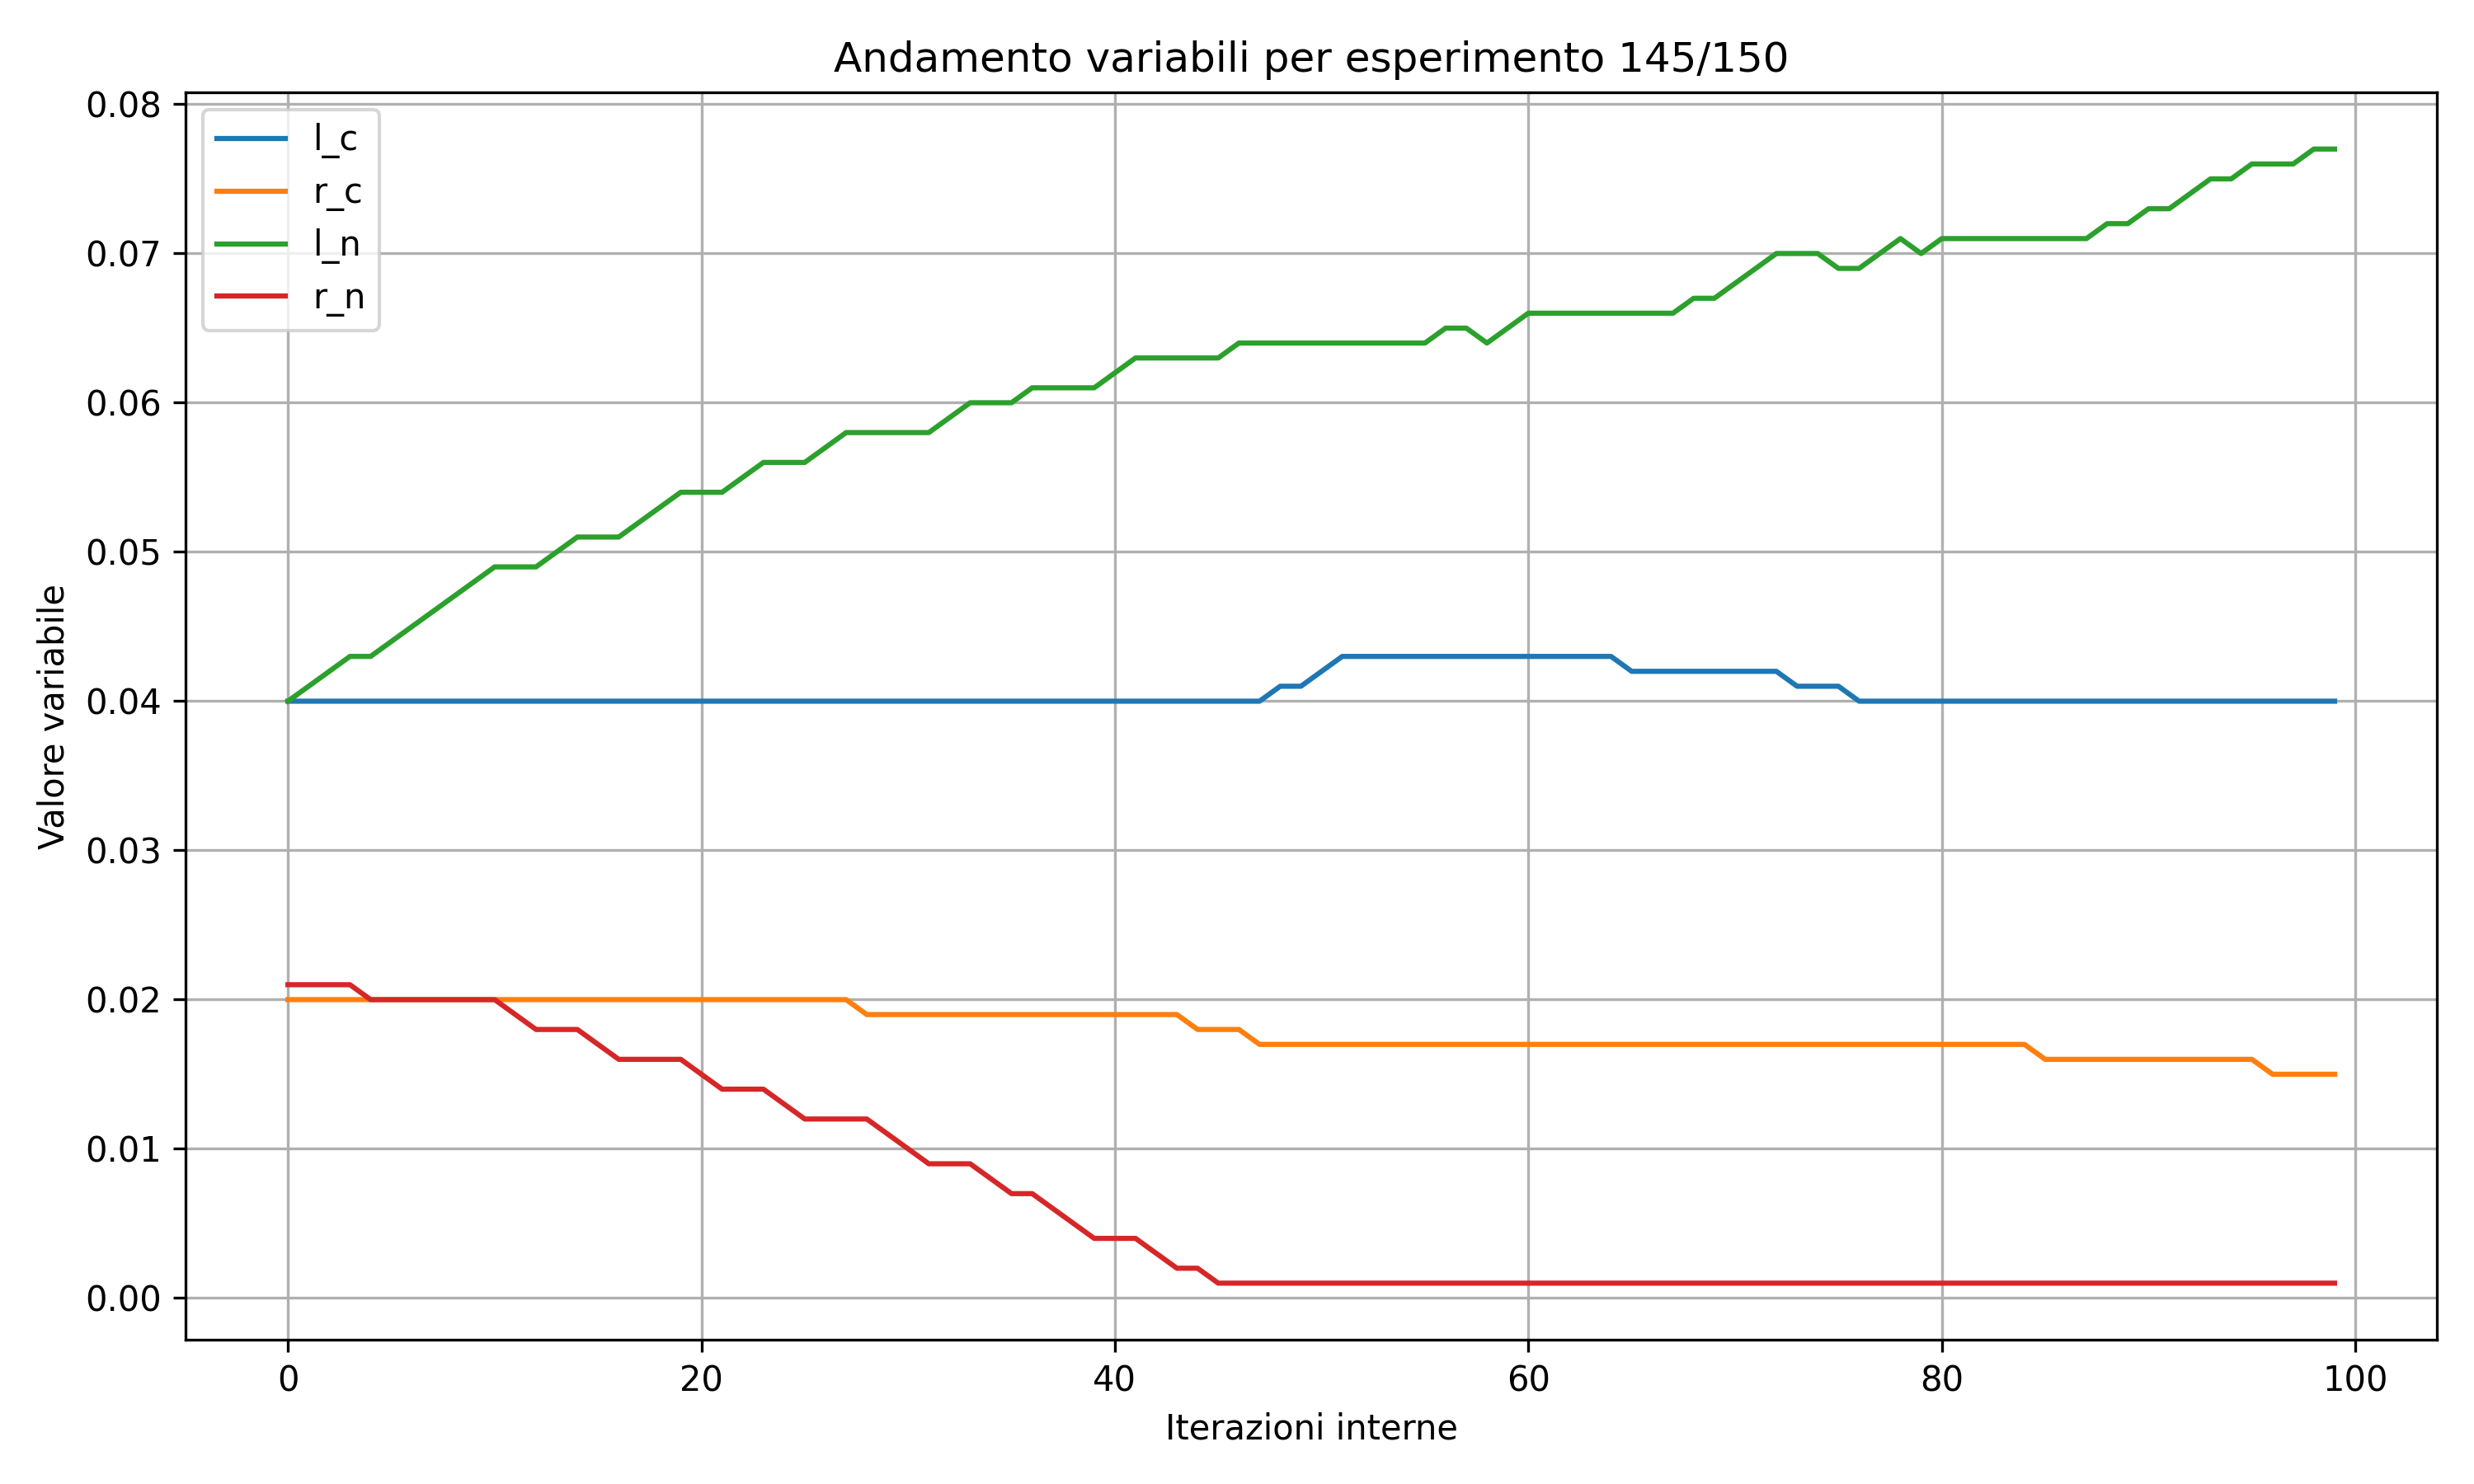 Andamento variabili per esperimento 145/150
l_c
r_c
l_n
r_n
Valore variabile
0.08
0.07
0.06
0.05
0.04
0.03
0.02
0.01
0.00
0 20 40 60 80 100
Iterazioni interne